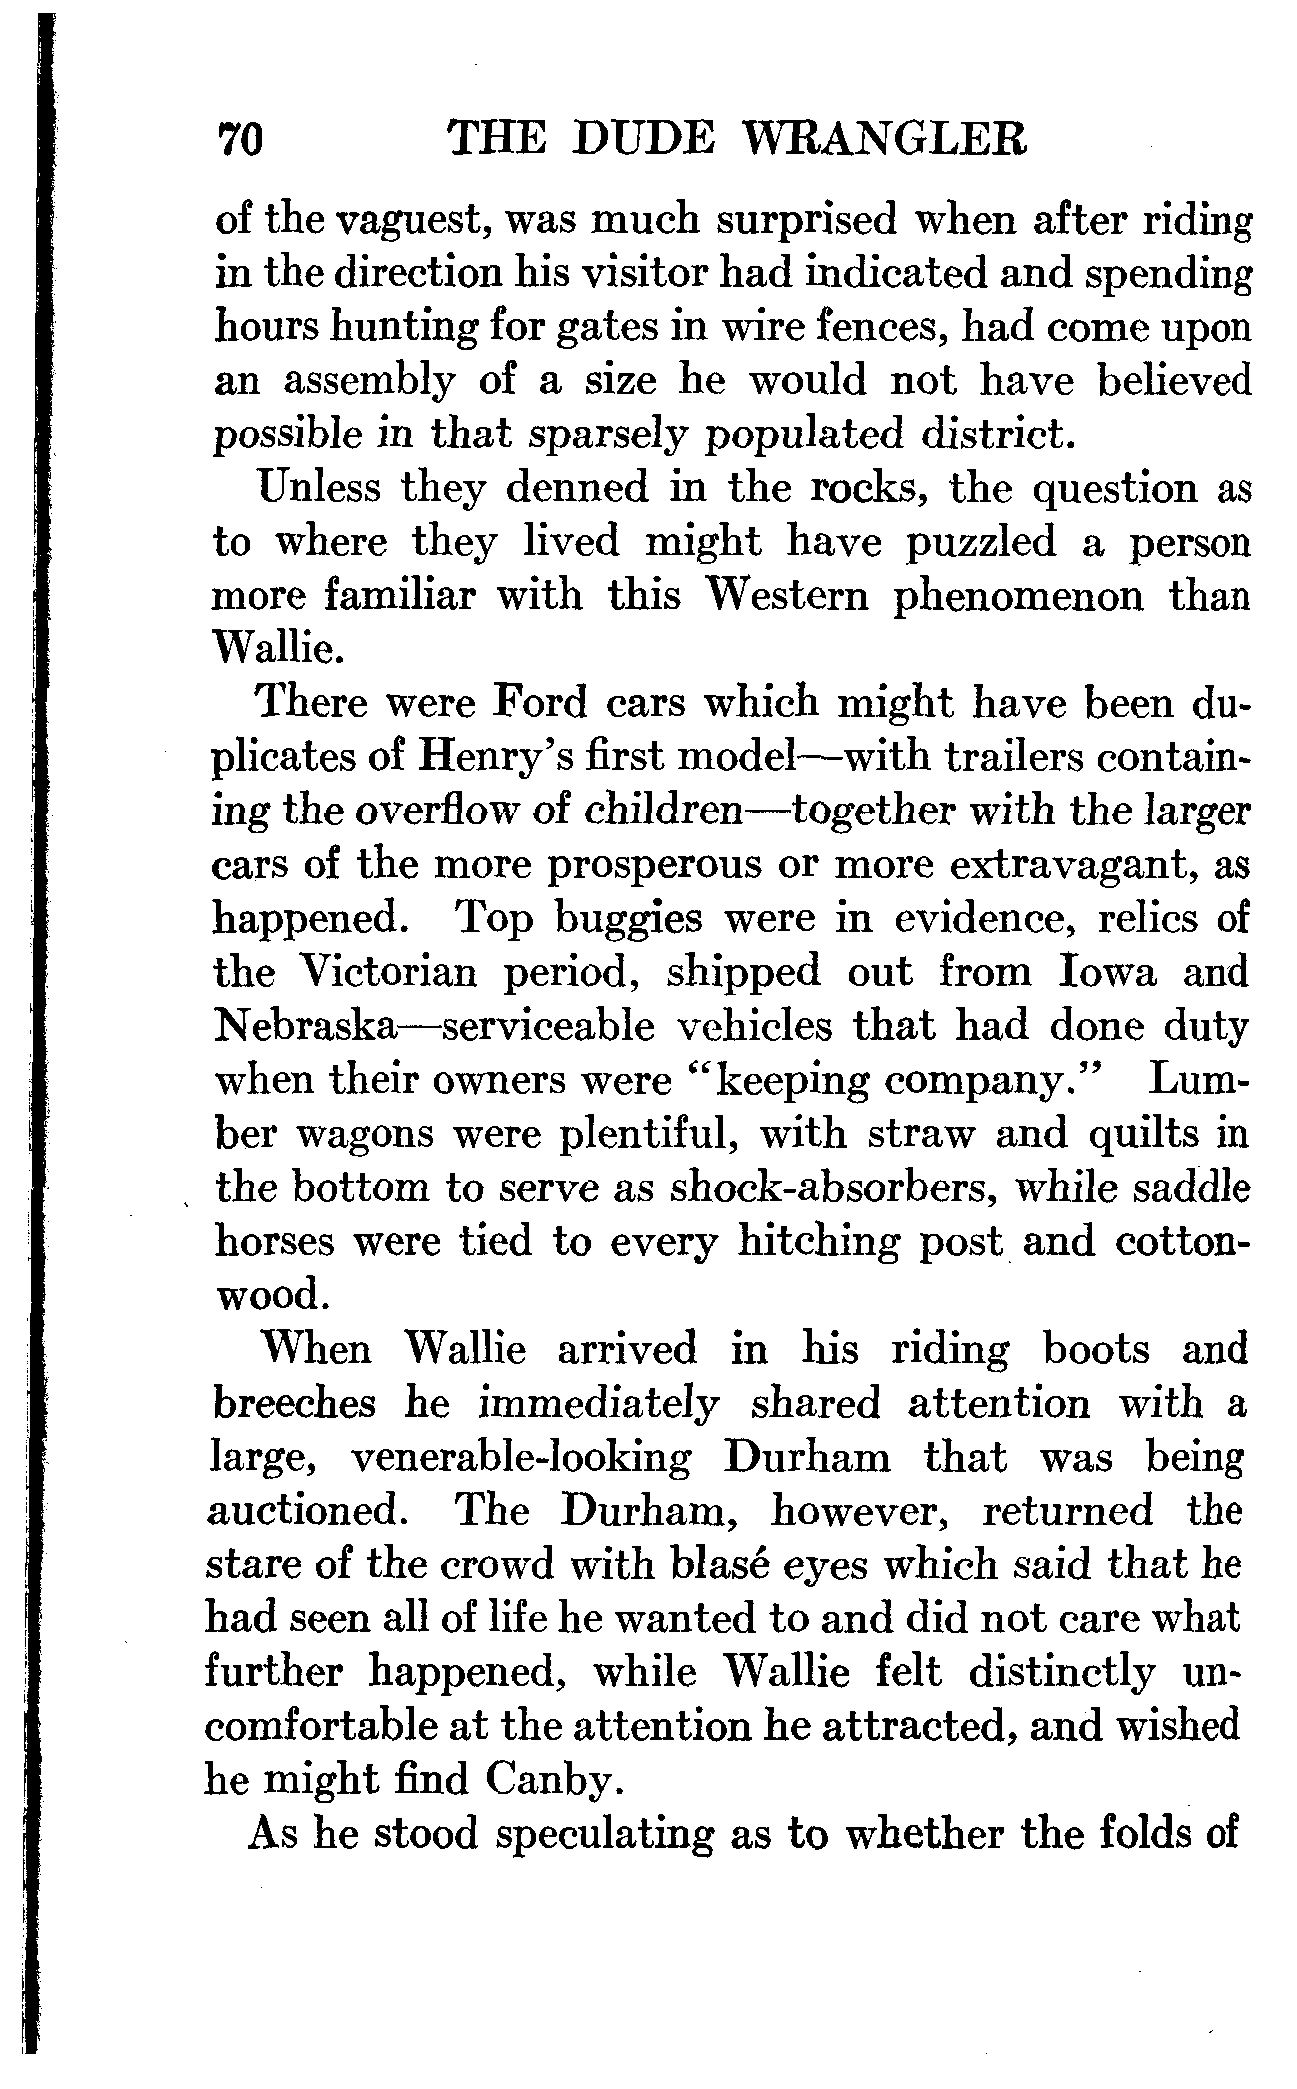 70 THE DUDE WRANGLER
of the vaguest, was much surprised when after riding
in the direction his visitor had indicated and spending
hours hunting for gates in wire fences, had come upon
an assembly of a size he would not have believed
possible in that sparsely populated district.
Unless they denned in the rocks, the question as
to where they lived might have puzzled a person
more familiar with this Western phenomenon than
Wallie.
There were Ford cars which might have been du-
plicates of Henry's first model—with trailers contain-
ing the overflow of children—together with the larger
cars of the more prosperous or more extravagant, as
happened. Top buggies were in evidence, relics of
the Victorian period, shipped out from Iowa and
Nebraska—serviceable vehicles that had done duty
when their owners were “keeping company.” Lum-
ber wagons were plentiful, with straw and quilts in
the bottom to serve as shock-absorbers, while saddle
horses were tied to every hitching post and cotton-
wood.
When Wallie arrived in his riding boots and
breeches he immediately shared attention with a
large, venerable-looking Durham that was being
auctioned. The Durham, however, returned the
stare of the crowd with blasé eyes which said that he
had seen all of life he wanted to and did not care what
further happened, while Wallie felt distinctly un-
comfortable at the attention he attracted, and wished
he might find Canby.
As he stood speculating as to whether the folds of